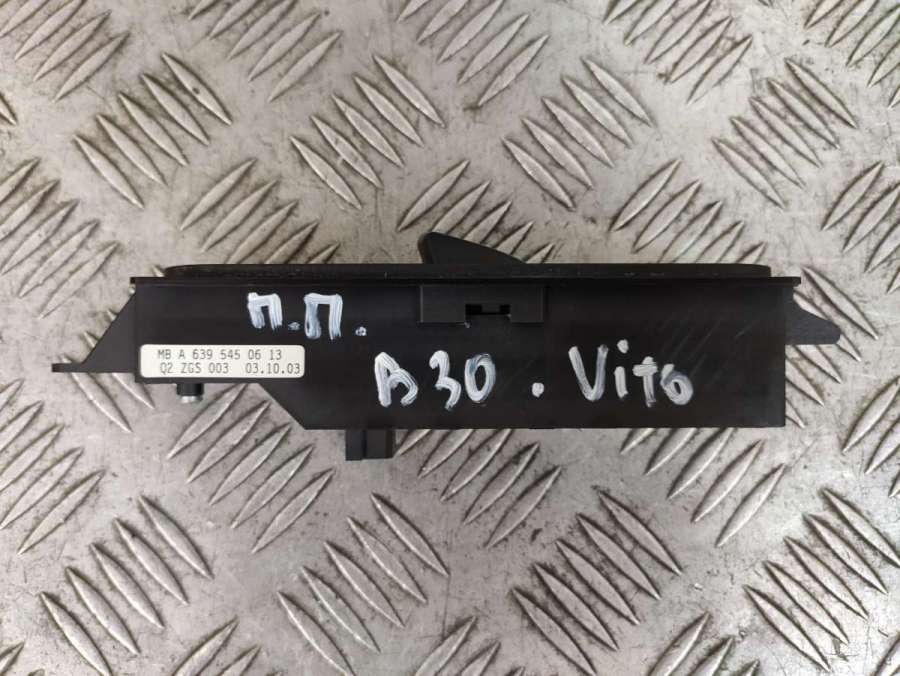 П.П.
MB A 639 545 06 13
Q2 ZGS 003 03.10.03
В30 . Vito